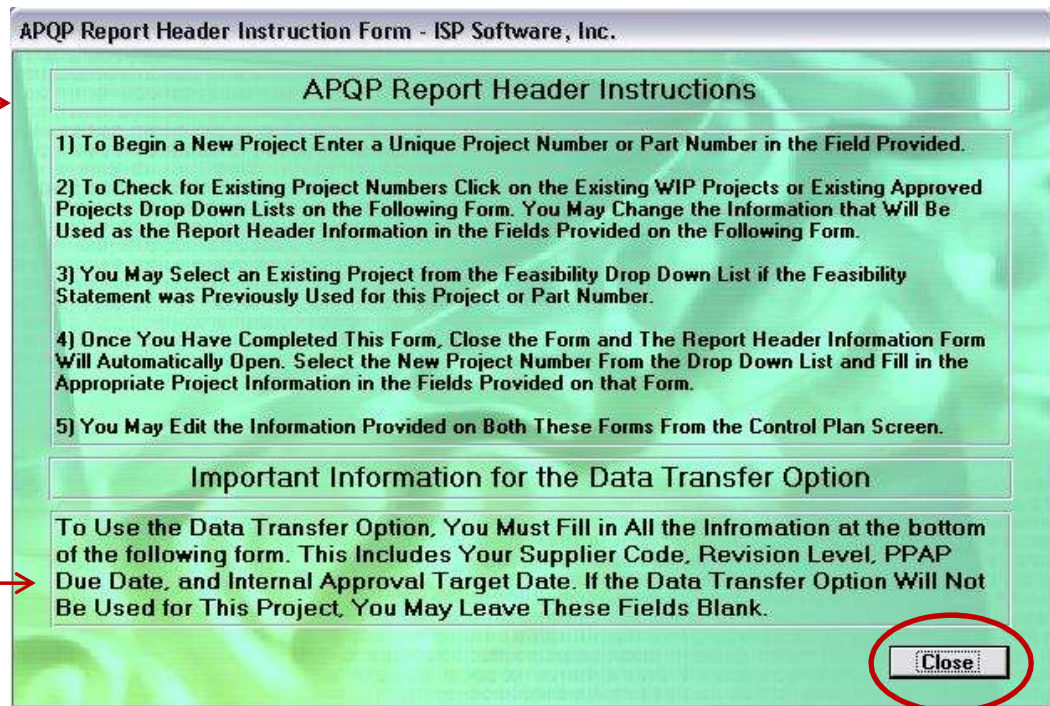 APQP Report Header Instruction Form - ISP Software, Inc.
APQP Report Header Instructions
1) To Begin a New Project Enter a Unique Project Number or Part Number in the Field Provided.
2) To Check for Existing Project Numbers Click on the Existing WIP Projects or Existing Approved
Projects Drop Down Lists on the Following Form. You May Change the Information that Will Be
Used as the Report Header Information in the Fields Provided on the Following Form.
3) You May Select an Existing Project from the Feasibility Drop Down List if the Feasibility
Statement was Previously Used for this Project or Part Number.
4) Once You Have Completed This Form, Close the Form and The Report Header Information Form
Will Automatically Open. Select the New Project Number From the Drop Down List and Fill in the
Appropriate Project Information in the Fields Provided on that Form.
5) You May Edit the Information Provided on Both These Forms From the Control Plan Screen.
Important Information for the Data Transfer Option
To Use the Data Transfer Option, You Must Fill in All the Infromation at the bottom
of the following form. This Includes Your Supplier Code, Revision Level, PPAP
Due Date, and Internal Approval Target Date. If the Data Transfer Option Will Not
Be Used for This Project, You May Leave These Fields Blank.
Close